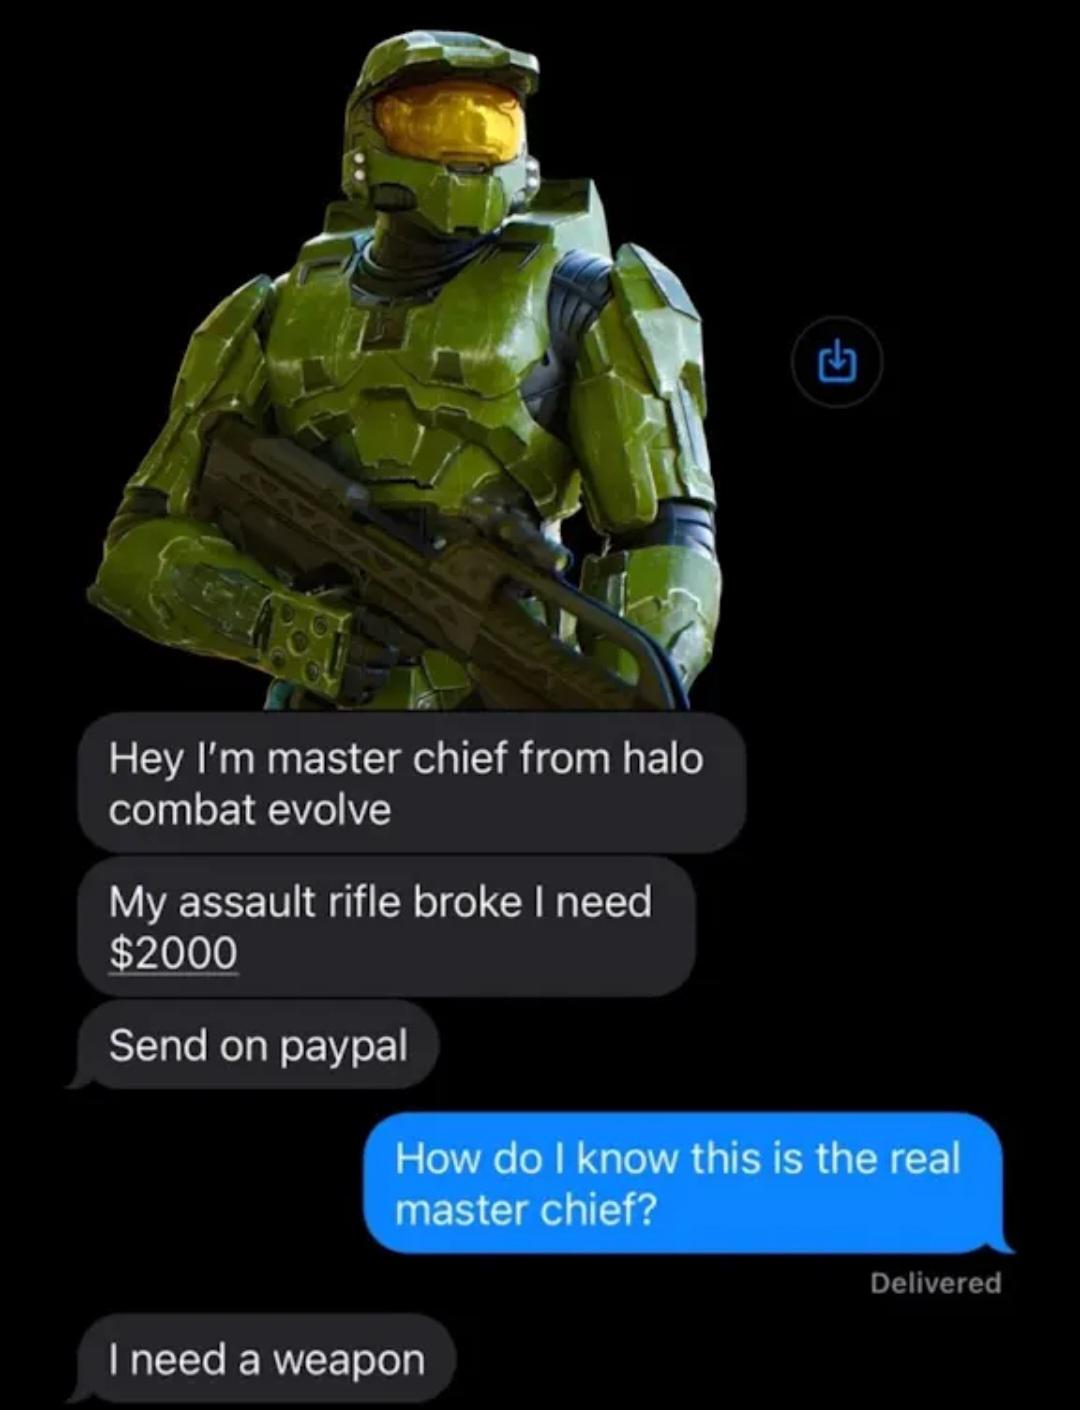 Hey I'm master chief from halo
combat evolve
My assault rifle broke I need
$2000
Send on paypal
How do I know this is the real
master chief?
Delivered
I need a weapon